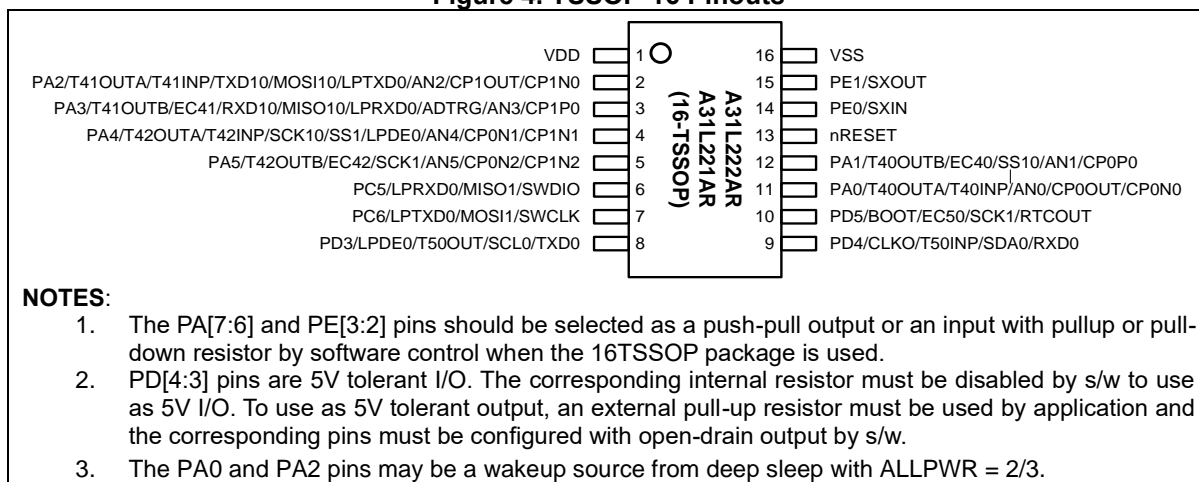 Figure 4. TSSOP 16 Pinouts
VDD 1 16 VSS
PA2/T41OUTA/T41INP/TXD10/MOSI10/LPTXD0/AN2/CP1OUT/CP1N0 2 15 PE1/SXOUT
PA3/T41OUTB/EC41/RXD10/MISO10/LPRXD0/ADTRG/AN3/CP1P0 3 14 PE0/SXIN
PA4/T42OUTA/T42INP/SCK10/SS1/LPDE0/AN4/CP0N1/CP1N1 4 13 nRESET
PA5/T42OUTB/EC42/SCK1/AN5/CP0N2/CP1N2 5 12 PA1/T40OUTB/EC40/SS10/AN1/CP0P0
PC5/LPRXD0/MISO1/SWDIO 6 11 PA0/T40OUTA/T40INP/AN0/CP0OUT/CP0N0
PC6/LPTXD0/MOSI1/SWCLK 7 10 PD5/BOOT/EC50/SCK1/RTCOUT
PD3/LPDE0/T50OUT/SCL0/TXD0 8 9 PD4/CLKO/T50INP/SDA0/RXD0
A31L222AR
A31L221AR
(16-TSSOP)
NOTES:
1. The PA[7:6] and PE[3:2] pins should be selected as a push-pull output or an input with pullup or pull-
down resistor by software control when the 16TSSOP package is used.
2. PD[4:3] pins are 5V tolerant I/O. The corresponding internal resistor must be disabled by s/w to use
as 5V I/O. To use as 5V tolerant output, an external pull-up resistor must be used by application and
the corresponding pins must be configured with open-drain output by s/w.
3. The PA0 and PA2 pins may be a wakeup source from deep sleep with ALLPWR = 2/3.